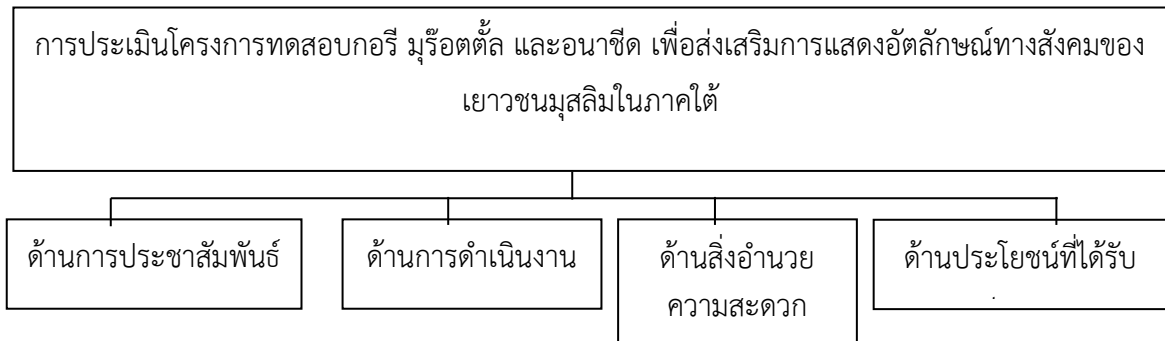 การประเมินโครงการทดสอบกอรี มุร๊อตตั้ล และอนาชีด เพื่อส่งเสริมการแสดงอัตลักษณ์ทางสังคมของ
เยาวชนมุสลิมในภาคใต้
ด้านการประชาสัมพันธ์
ด้านการดำเนินงาน
ด้านสิ่งอำนวย
ความสะดวก
ด้านประโยชน์ที่ได้รับ